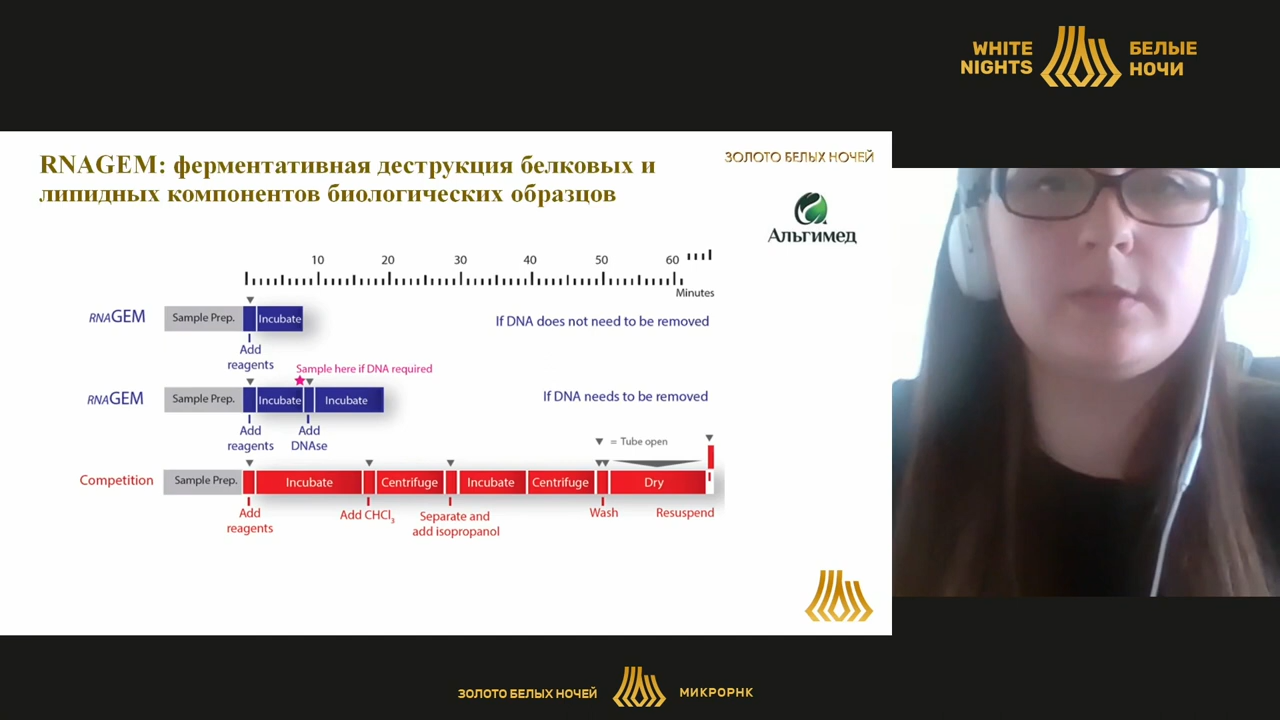 WHITE
NIGHTS
БЕЛЫЕ
НОЧИ
RNAGEM: ферментативная деструкция белковых и
липидных компонентов биологических образцов
ЗОЛОТО БЕЛЫХ НОЧЕЙ
Альгимед
10 20 30 40 50 60
Minutes
RNAGEM
Sample Prep.
Incubate
If DNA does not need to be removed
Add
reagents
Sample here if DNA required
RNAGEM
Sample Prep.
Incubate
Incubate
If DNA needs to be removed
Add
reagents
Add
DNAse
= Tube open
Competition
Sample Prep.
Incubate
Centrifuge
Incubate
Centrifuge
Dry
Add
reagents
Add CHCl₃
Separate and
add isopropanol
Wash
Resuspend
ЗОЛОТО БЕЛЫХ НОЧЕЙ
МИКРОРНК